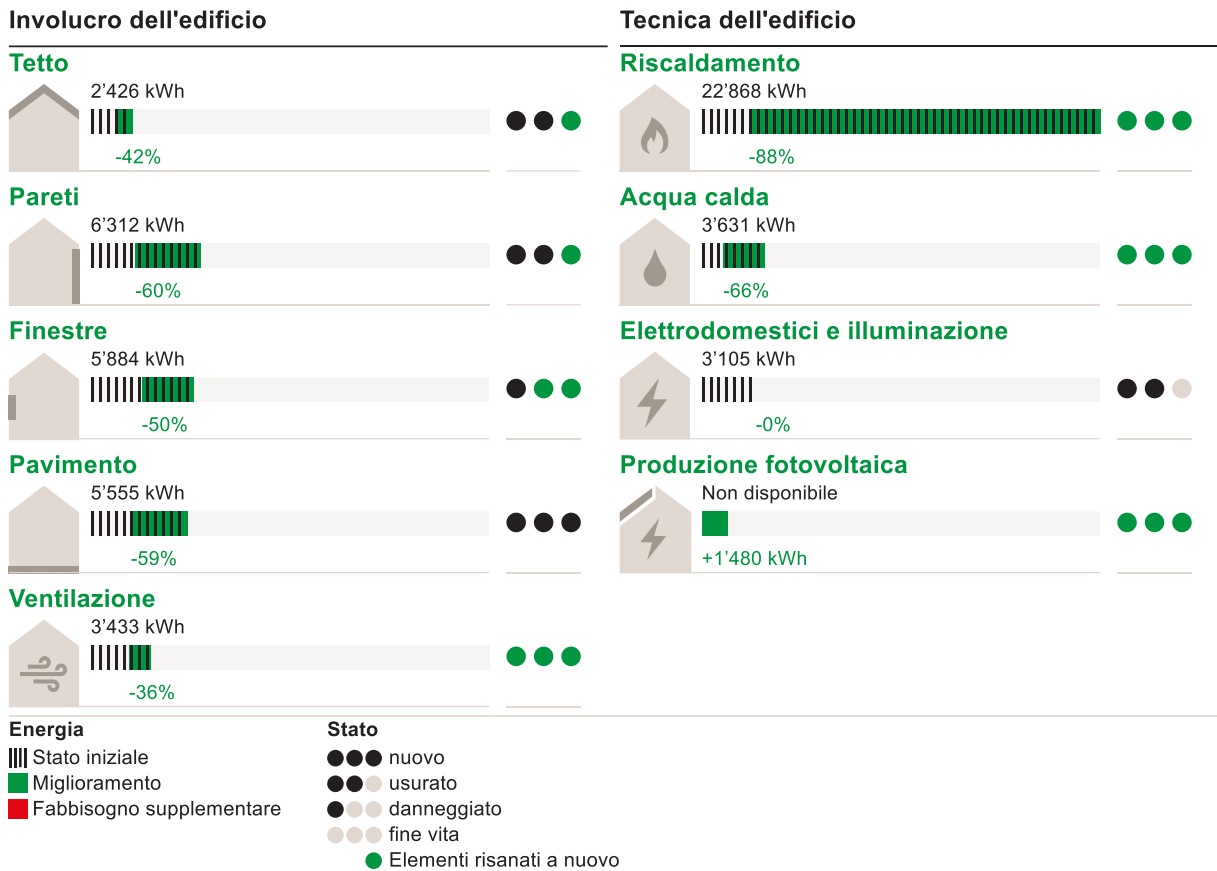 Involucro dell'edificio
Tetto
2’426 kWh
-42%
Pareti
6’312 kWh
-60%
Finestre
5’884 kWh
-50%
Pavimento
5’555 kWh
-59%
Ventilazione
3’433 kWh
-36%
Tecnica dell'edificio
Riscaldamento
22’868 kWh
-88%
Acqua calda
3’631 kWh
-66%
Elettrodomestici e illuminazione
3’105 kWh
-0%
Produzione fotovoltaica
Non disponibile
+1’480 kWh
Energia
Stato iniziale
Miglioramento
Fabbisogno supplementare
Stato
nuovo
usurato
danneggiato
fine vita
Elementi risanati a nuovo